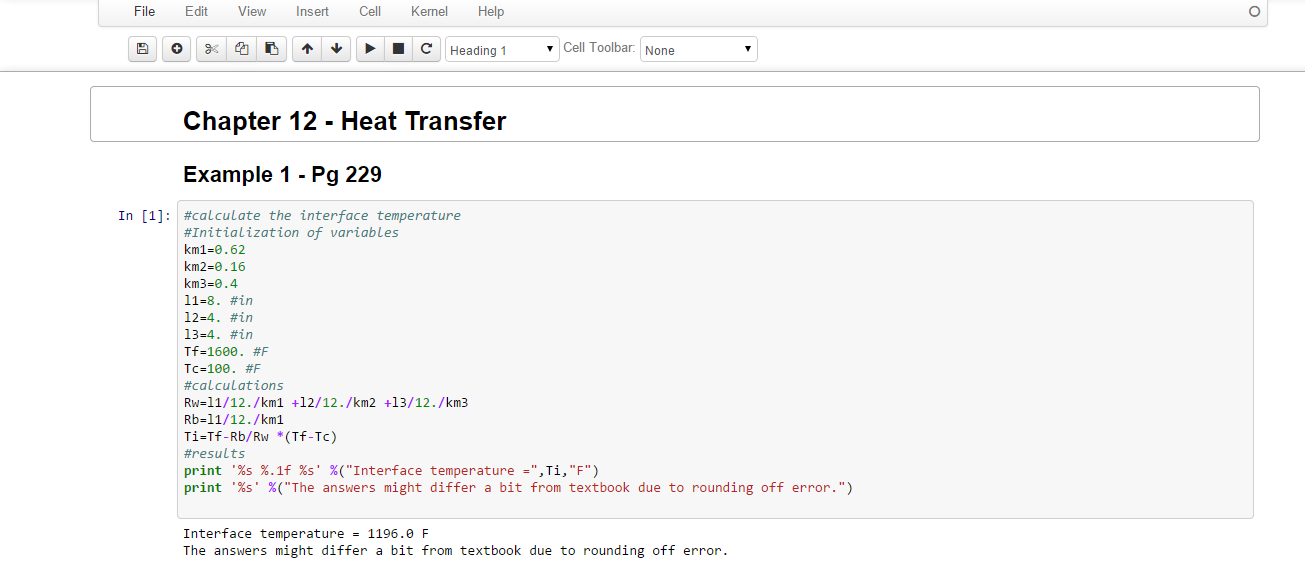 File Edit View Insert Cell Kernel Help
Heading 1 Cell Toolbar: None
Chapter 12 - Heat Transfer
Example 1 - Pg 229
In [1]: #calculate the interface temperature
#Initialization of variables
km1=0.62
km2=0.16
km3=0.4
l1=8. #in
l2=4. #in
l3=4. #in
Tf=1600. #F
Tc=100. #F
#calculations
Rw=l1/12./km1 +l2/12./km2 +l3/12./km3
Rb=l1/12./km1
Ti=Tf-Rb/Rw *(Tf-Tc)
#results
print '%s %.1f %s' %("Interface temperature =",Ti,"F")
print '%s' %("The answers might differ a bit from textbook due to rounding off error.")
Interface temperature = 1196.0 F
The answers might differ a bit from textbook due to rounding off error.